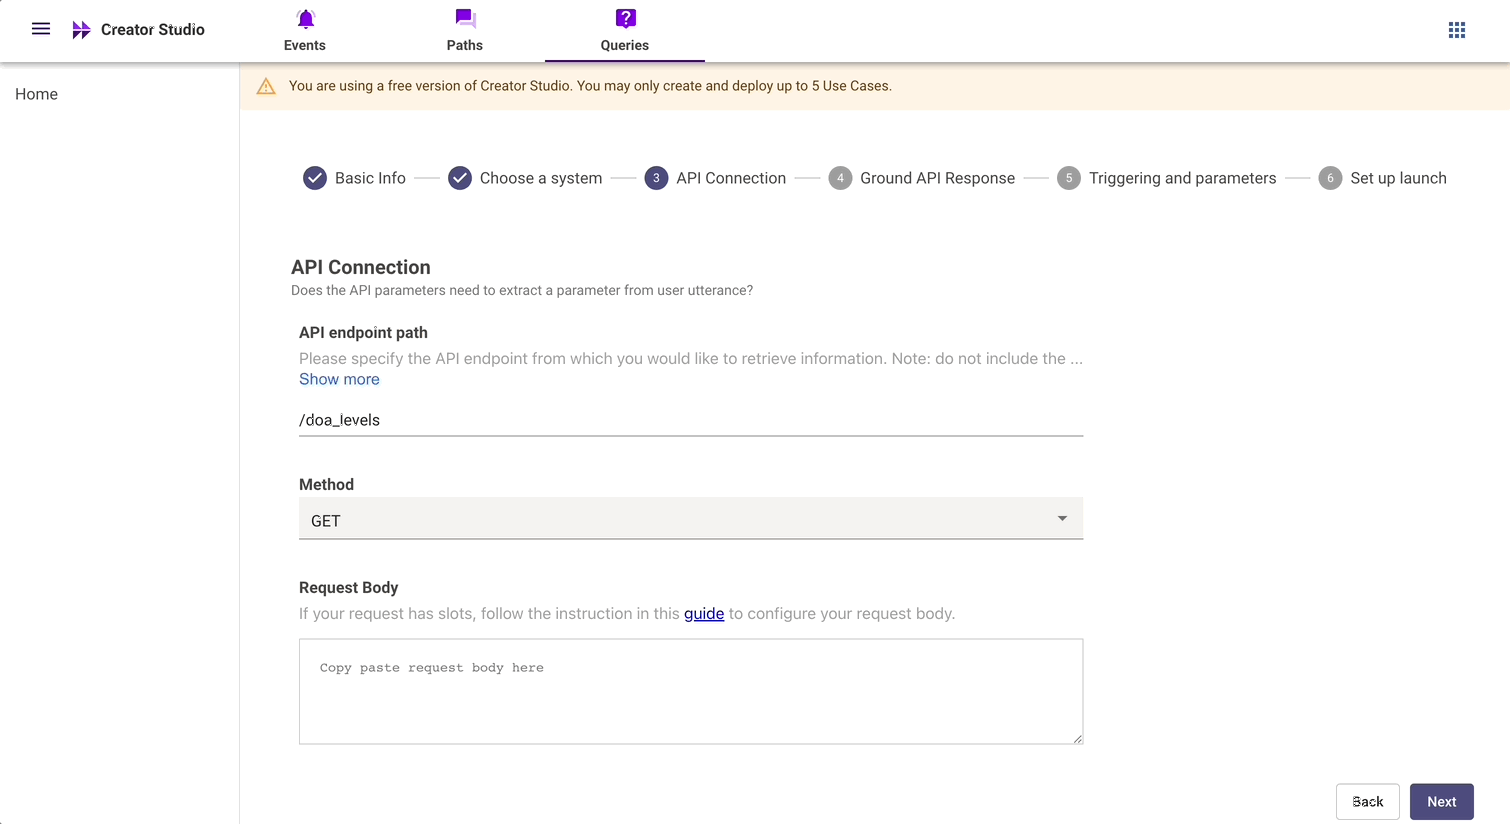 Creator Studio
Events
Paths
Queries
Home
You are using a free version of Creator Studio. You may only create and deploy up to 5 Use Cases.
Basic Info
Choose a system
3 API Connection
4 Ground API Response
5 Triggering and parameters
6 Set up launch
API Connection
Does the API parameters need to extract a parameter from user utterance?
API endpoint path
Please specify the API endpoint from which you would like to retrieve information. Note: do not include the ...
Show more
/doa_levels
Method
GET
Request Body
If your request has slots, follow the instruction in this guide to configure your request body.
Copy paste request body here
Back
Next